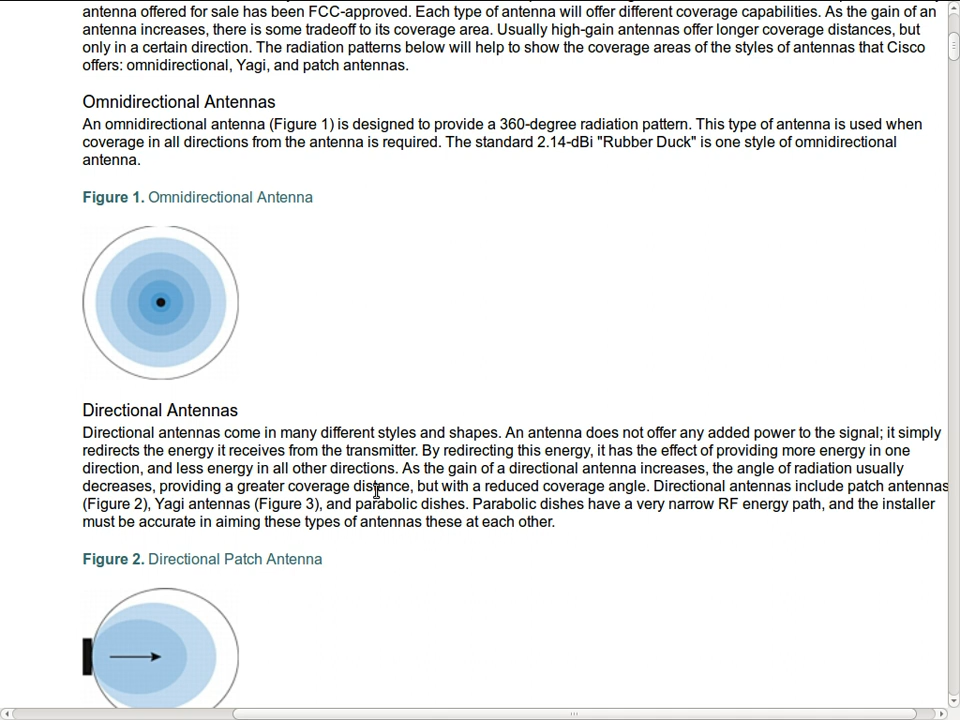 antenna offered for sale has been FCC-approved. Each type of antenna will offer different coverage capabilities. As the gain of an
antenna increases, there is some tradeoff to its coverage area. Usually high-gain antennas offer longer coverage distances, but
only in a certain direction. The radiation patterns below will help to show the coverage areas of the styles of antennas that Cisco
offers: omnidirectional, Yagi, and patch antennas.
Omnidirectional Antennas
An omnidirectional antenna (Figure 1) is designed to provide a 360-degree radiation pattern. This type of antenna is used when
coverage in all directions from the antenna is required. The standard 2.14-dBi "Rubber Duck" is one style of omnidirectional
antenna.
Figure 1. Omnidirectional Antenna
Directional Antennas
Directional antennas come in many different styles and shapes. An antenna does not offer any added power to the signal; it simply
redirects the energy it receives from the transmitter. By redirecting this energy, it has the effect of providing more energy in one
direction, and less energy in all other directions. As the gain of a directional antenna increases, the angle of radiation usually
decreases, providing a greater coverage distance, but with a reduced coverage angle. Directional antennas include patch antennas
(Figure 2), Yagi antennas (Figure 3), and parabolic dishes. Parabolic dishes have a very narrow RF energy path, and the installer
must be accurate in aiming these types of antennas these at each other.
Figure 2. Directional Patch Antenna